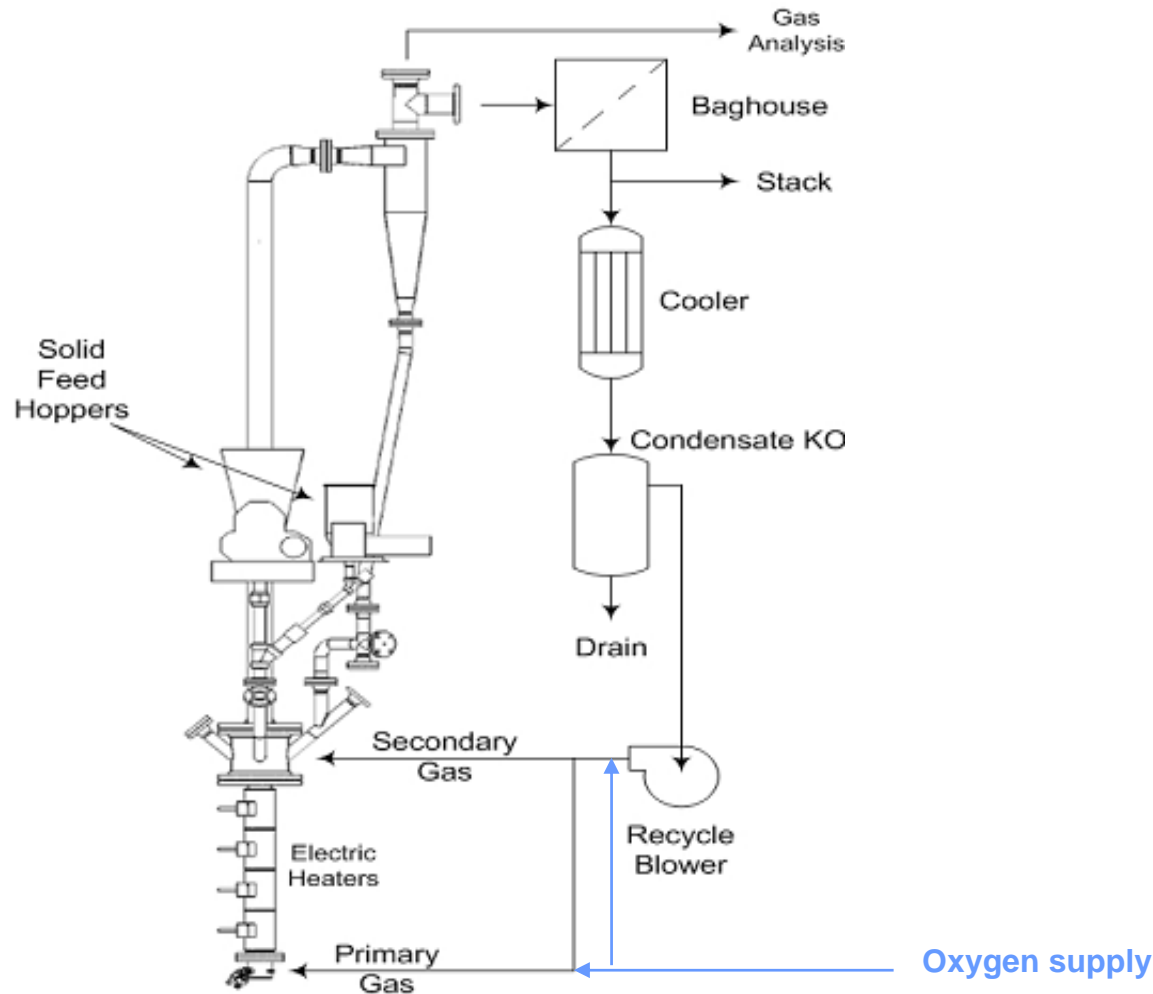 Gas
Analysis
Baghouse
Stack
Cooler
Solid
Feed
Hoppers
Condensate KO
Drain
Secondary
Gas
Recycle
Blower
Electric
Heaters
Primary
Gas
Oxygen supply